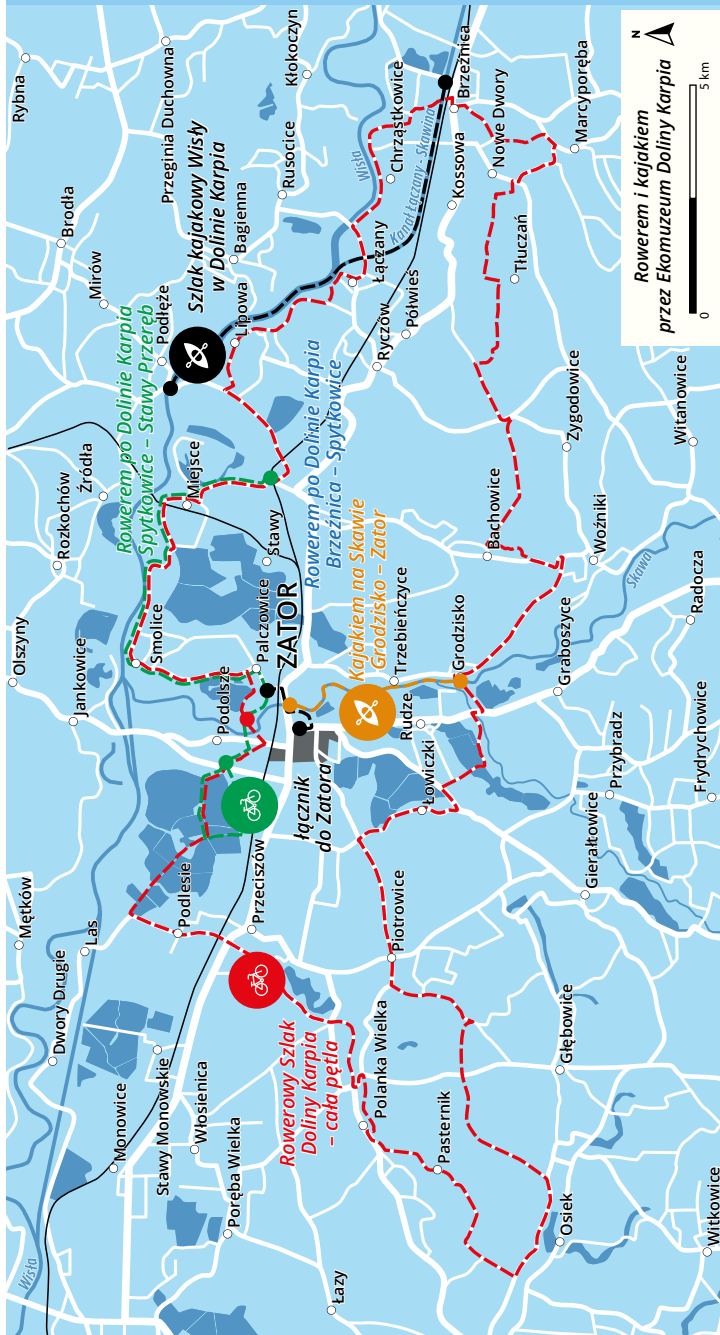 Rybna
Brodła
Mirów
Przeginia Duchowna
Kłokoczyn
Rusocice
Bagienna
Podłęże
Lipowa
Szlak kajakowy Wisły
w Dolinie Karpia
Rowerem po Dolinie Karpia
Spytkowice – Stawy Przeręb
Wisła
Chrząstkowice
Brzeźnica
Kanał Łączany - Skawina
Łączany
Kossowa
Nowe Dwory
Marcyporęba
Tłuczań
Półwieś
Ryczów
Rowerem po Dolinie Karpia
Brzeźnica – Spytkowice
Źródła
Rozkochów
Miejsce
Stawy
Olszyny
Jankowice
Smolice
Palczowice
Podolsze
ZATOR
Kajakiem na Skawie
Grodzisko – Zator
Trzebieńczyce
Grodzisko
Rudze
Bachowice
Zygodowice
Witanowice
Woźniki
Skawa
Radocza
Graboszyce
Przybradz
Frydrychowice
Gierałtowice
Łowiczki
łącznik
do Zatora
Przeciszów
Podlesie
Piotrowice
Mętków
Las
Dwory Drugie
Stawy Monowskie
Monowice
Włosienica
Poręba Wielka
Rowerowy Szlak
Doliny Karpia
– cała pętla
Polanka Wielka
Pasternik
Głębowice
Osiek
Witkowice
Łazy
Wisła
Rowerem i kajakiem
przez Ekomuzeum Doliny Karpia
N
0
5 km